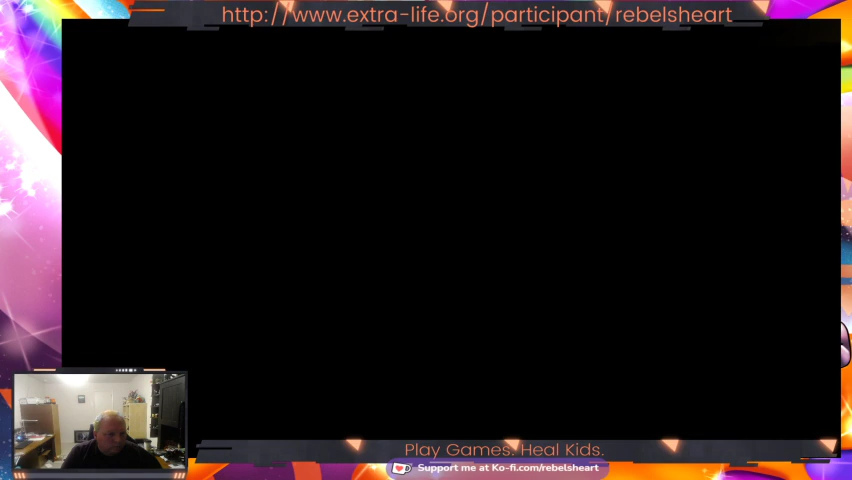 http://www.extra-life.org/participant/rebelsheart
Play Games. Heal Kids.
Support me at Ko-fi.com/rebelsheart